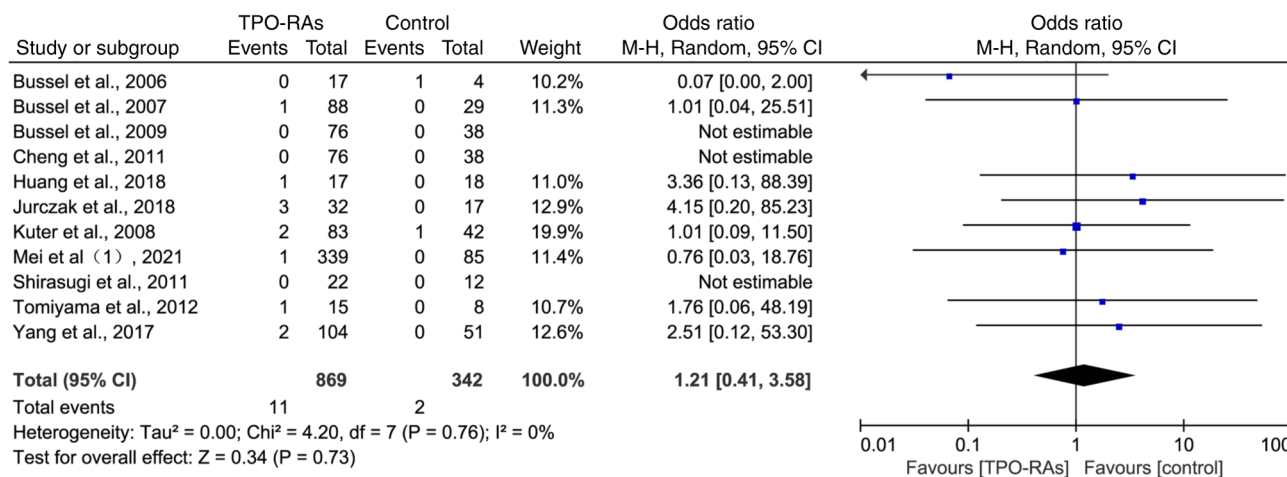 TPO-RAs Control Odds ratio Odds ratio
Study or subgroup Events Total Events Total Weight M-H, Random, 95% CI M-H, Random, 95% CI
Bussel et al., 2006 0 17 1 4 10.2% 0.07 [0.00, 2.00]
Bussel et al., 2007 1 88 0 29 11.3% 1.01 [0.04, 25.51]
Bussel et al., 2009 0 76 0 38 Not estimable
Cheng et al., 2011 0 76 0 38 Not estimable
Huang et al., 2018 1 17 0 18 11.0% 3.36 [0.13, 88.39]
Jurczak et al., 2018 3 32 0 17 12.9% 4.15 [0.20, 85.23]
Kuter et al., 2008 2 83 1 42 19.9% 1.01 [0.09, 11.50]
Mei et al（1）, 2021 1 339 0 85 11.4% 0.76 [0.03, 18.76]
Shirasugi et al., 2011 0 22 0 12 Not estimable
Tomiyama et al., 2012 1 15 0 8 10.7% 1.76 [0.06, 48.19]
Yang et al., 2017 2 104 0 51 12.6% 2.51 [0.12, 53.30]
Total (95% CI) 869 342 100.0% 1.21 [0.41, 3.58]
Total events 11 2
Heterogeneity: Tau² = 0.00; Chi² = 4.20, df = 7 (P = 0.76); I² = 0%
Test for overall effect: Z = 0.34 (P = 0.73)
0.01 0.1 1 10 100
Favours [TPO-RAs] Favours [control]